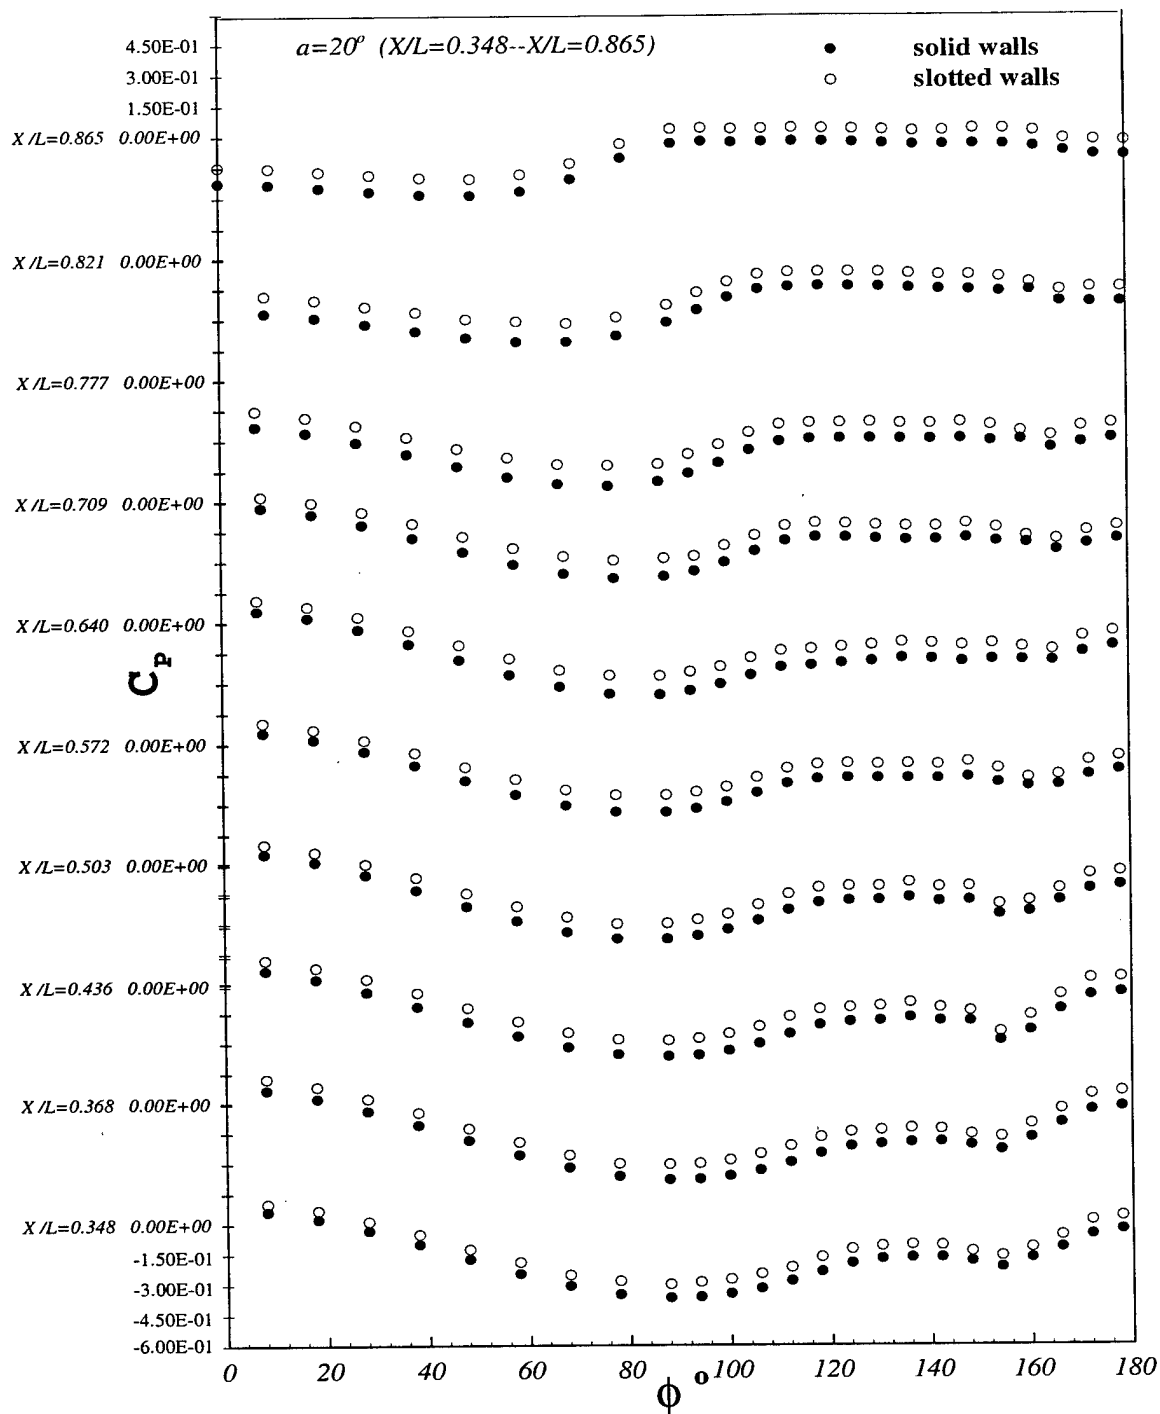 4.50E-01
a=20° (X/L=0.348--X/L=0.865)
● solid walls
3.00E-01
○ slotted walls
1.50E-01
X/L=0.865 0.00E+00
X/L=0.821 0.00E+00
X/L=0.777 0.00E+00
X/L=0.709 0.00E+00
X/L=0.640 0.00E+00
Cp
X/L=0.572 0.00E+00
X/L=0.503 0.00E+00
X/L=0.436 0.00E+00
X/L=0.368 0.00E+00
X/L=0.348 0.00E+00
-1.50E-01
-3.00E-01
-4.50E-01
-6.00E-01
0 20 40 60 80 100 120 140 160 180
ϕ °